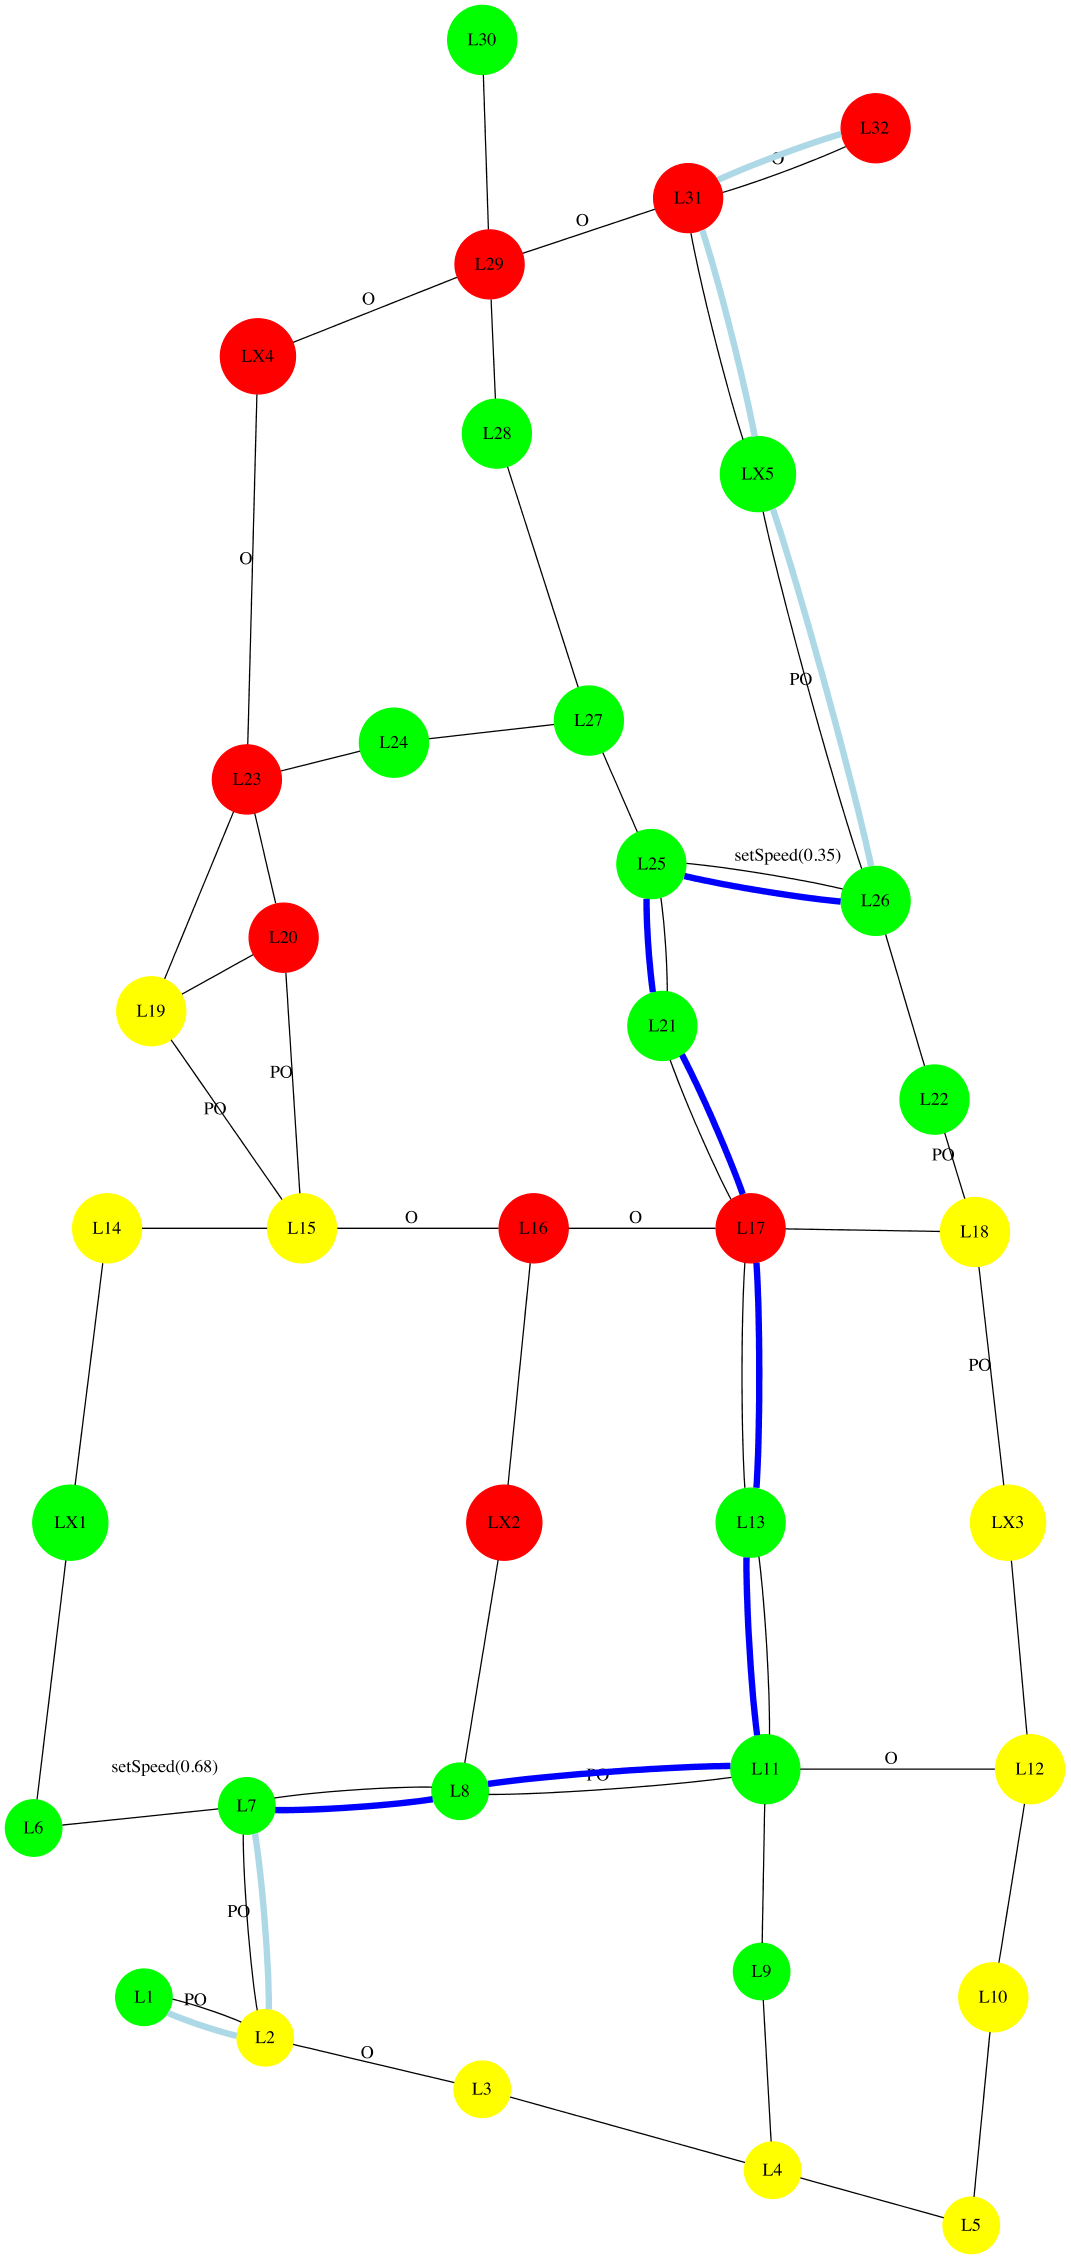 L30
L32
O
L31
O
L29
O
LX4
L28
LX5
O
PO
L27
L24
L23
setSpeed(0.35)
L25
L26
L20
L19
L21
PO
L22
PO
PO
L14
L15
O
L16
O
L17
L18
PO
LX1
LX2
L13
LX3
setSpeed(0.68)
O
L11
L12
PO
L8
L7
L6
PO
L9
L1
PO
L10
L2
O
L3
L4
L5